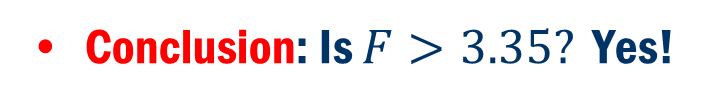 • Conclusion: Is F > 3.35? Yes!